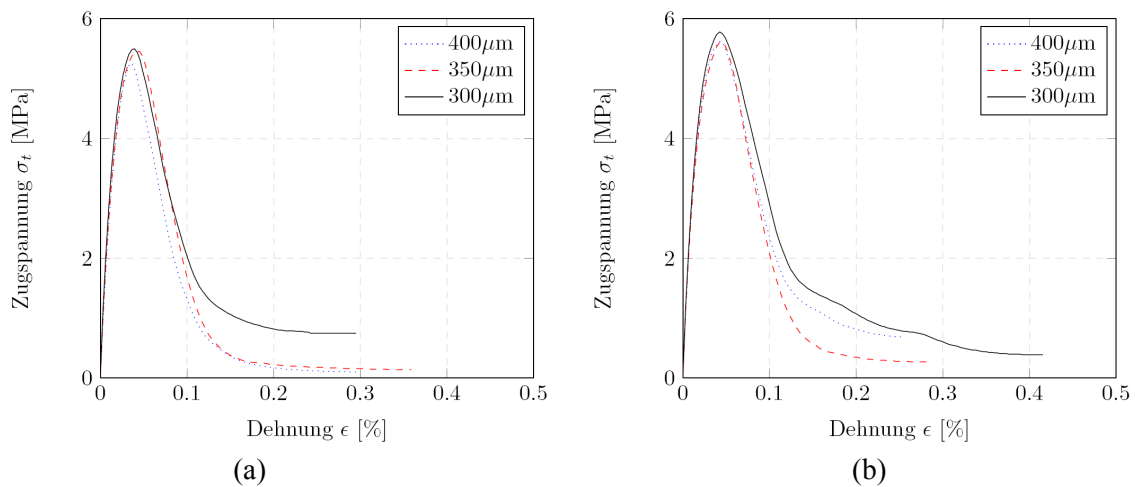 6
4
2
0
0
0.1
0.2
0.3
0.4
0.5
Zugspannung σt [MPa]
Dehnung ϵ [%]
400μm
350μm
300μm
(a)
6
4
2
0
0
0.1
0.2
0.3
0.4
0.5
Zugspannung σt [MPa]
Dehnung ϵ [%]
400μm
350μm
300μm
(b)